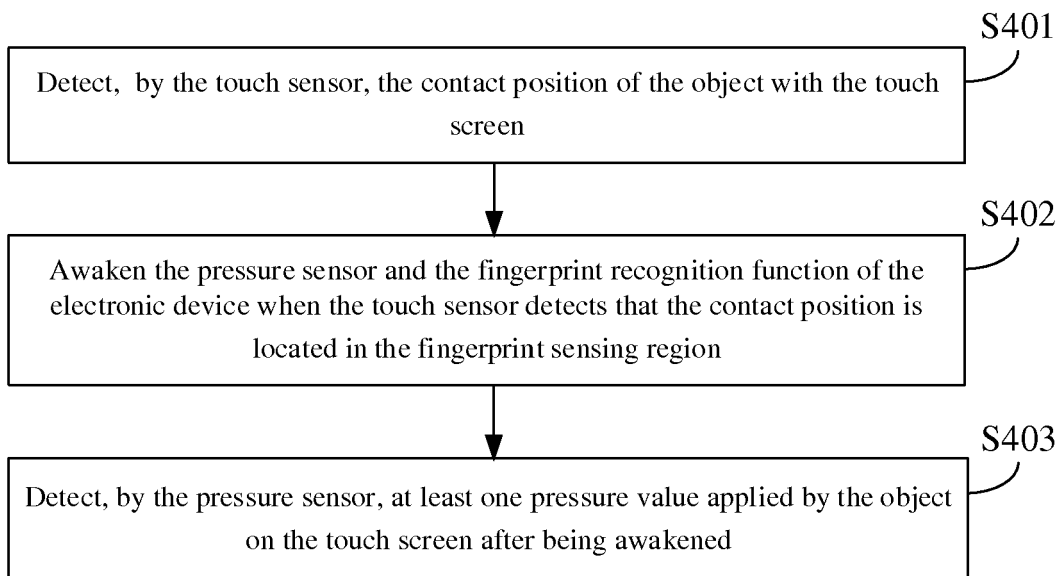 S401
Detect, by the touch sensor, the contact position of the object with the touch
screen
S402
Awaken the pressure sensor and the fingerprint recognition function of the
electronic device when the touch sensor detects that the contact position is
located in the fingerprint sensing region
S403
Detect, by the pressure sensor, at least one pressure value applied by the object
on the touch screen after being awakened